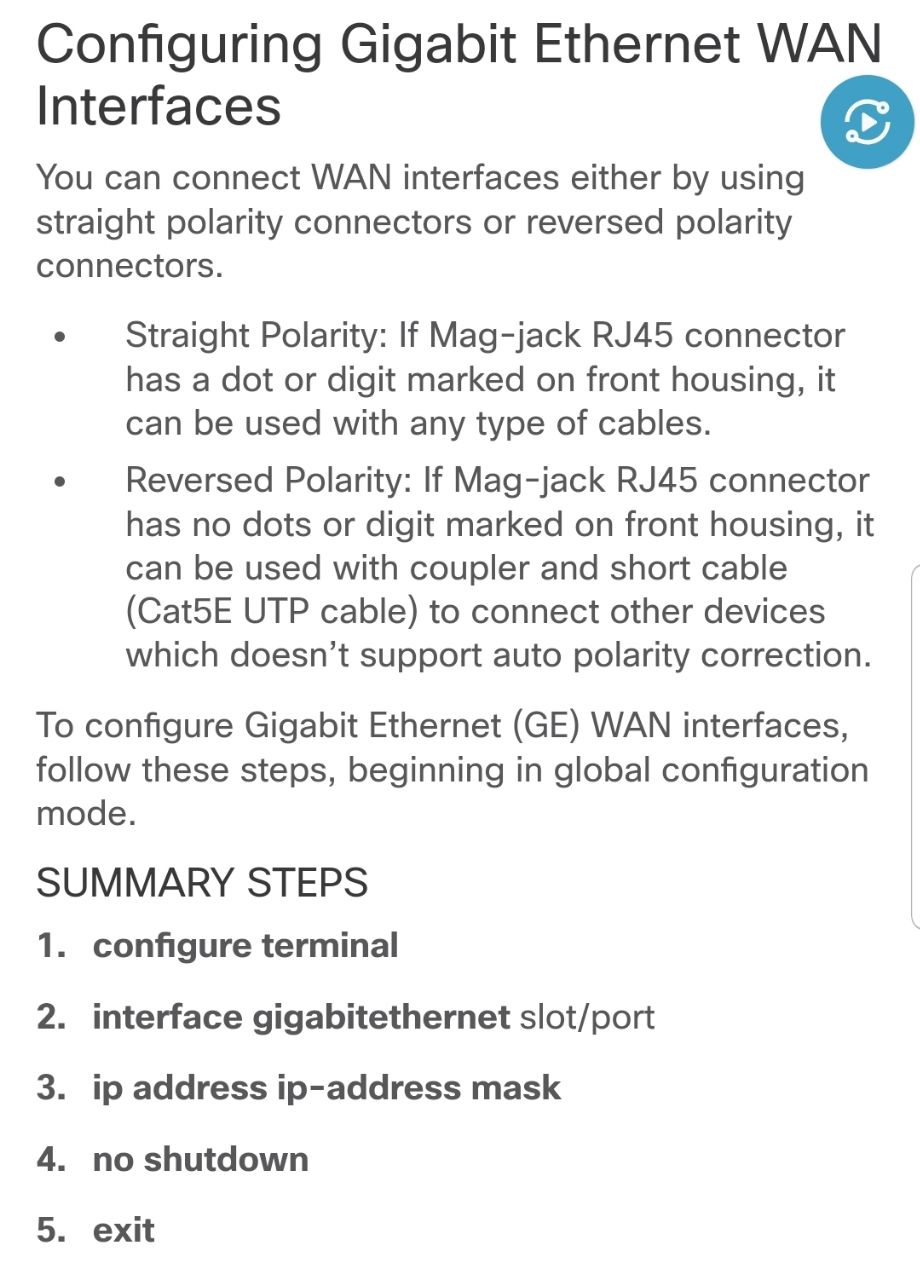 Configuring Gigabit Ethernet WAN
Interfaces
You can connect WAN interfaces either by using
straight polarity connectors or reversed polarity
connectors.
• Straight Polarity: If Mag-jack RJ45 connector
has a dot or digit marked on front housing, it
can be used with any type of cables.
• Reversed Polarity: If Mag-jack RJ45 connector
has no dots or digit marked on front housing, it
can be used with coupler and short cable
(Cat5E UTP cable) to connect other devices
which doesn't support auto polarity correction.
To configure Gigabit Ethernet (GE) WAN interfaces,
follow these steps, beginning in global configuration
mode.
SUMMARY STEPS
1. configure terminal
2. interface gigabitethernet slot/port
3. ip address ip-address mask
4. no shutdown
5. exit